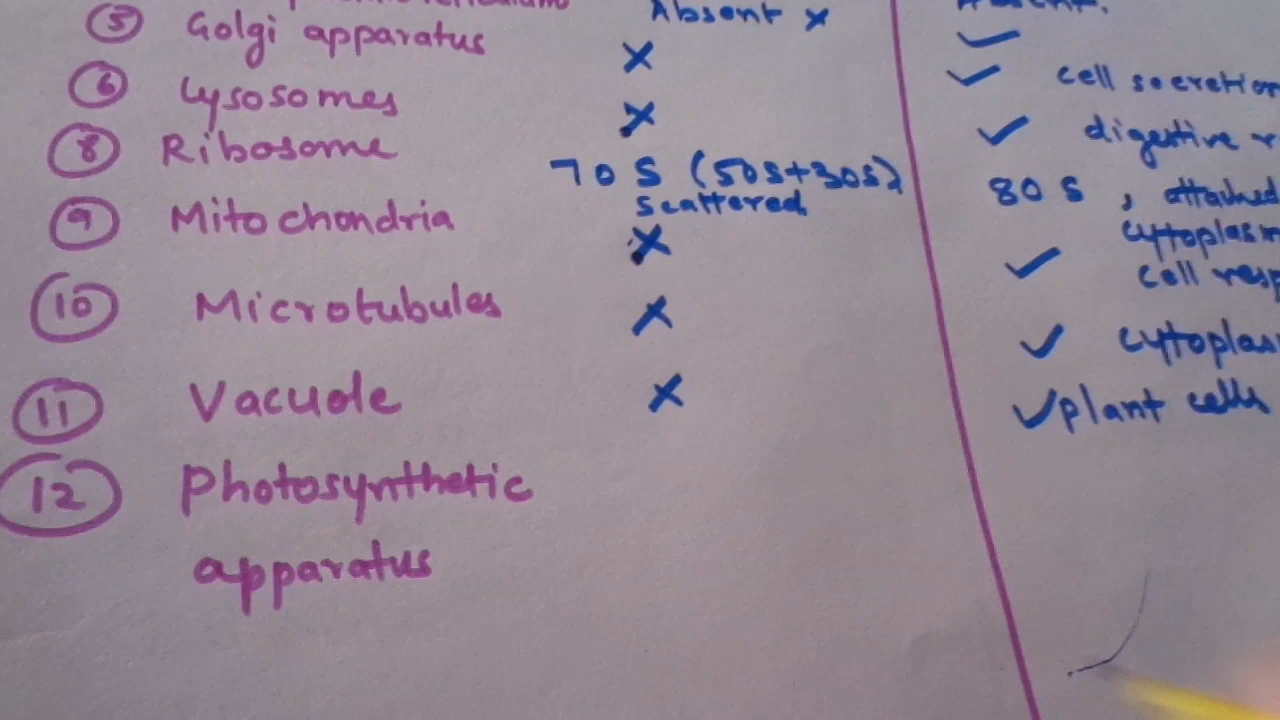 Absent x
5 Golgi apparatus x ✓
6 Lysosomes x ✓ cell secretion
8 Ribosome 70 S (50S+30S) ✓ digestive
scattered 80 S, attached
9 Mitochondria x cytoplasm
✓ cell resp
10 Microtubules x ✓ cytoplas
11 Vacuole x ✓ plant cells
12 Photosynthetic
apparatus